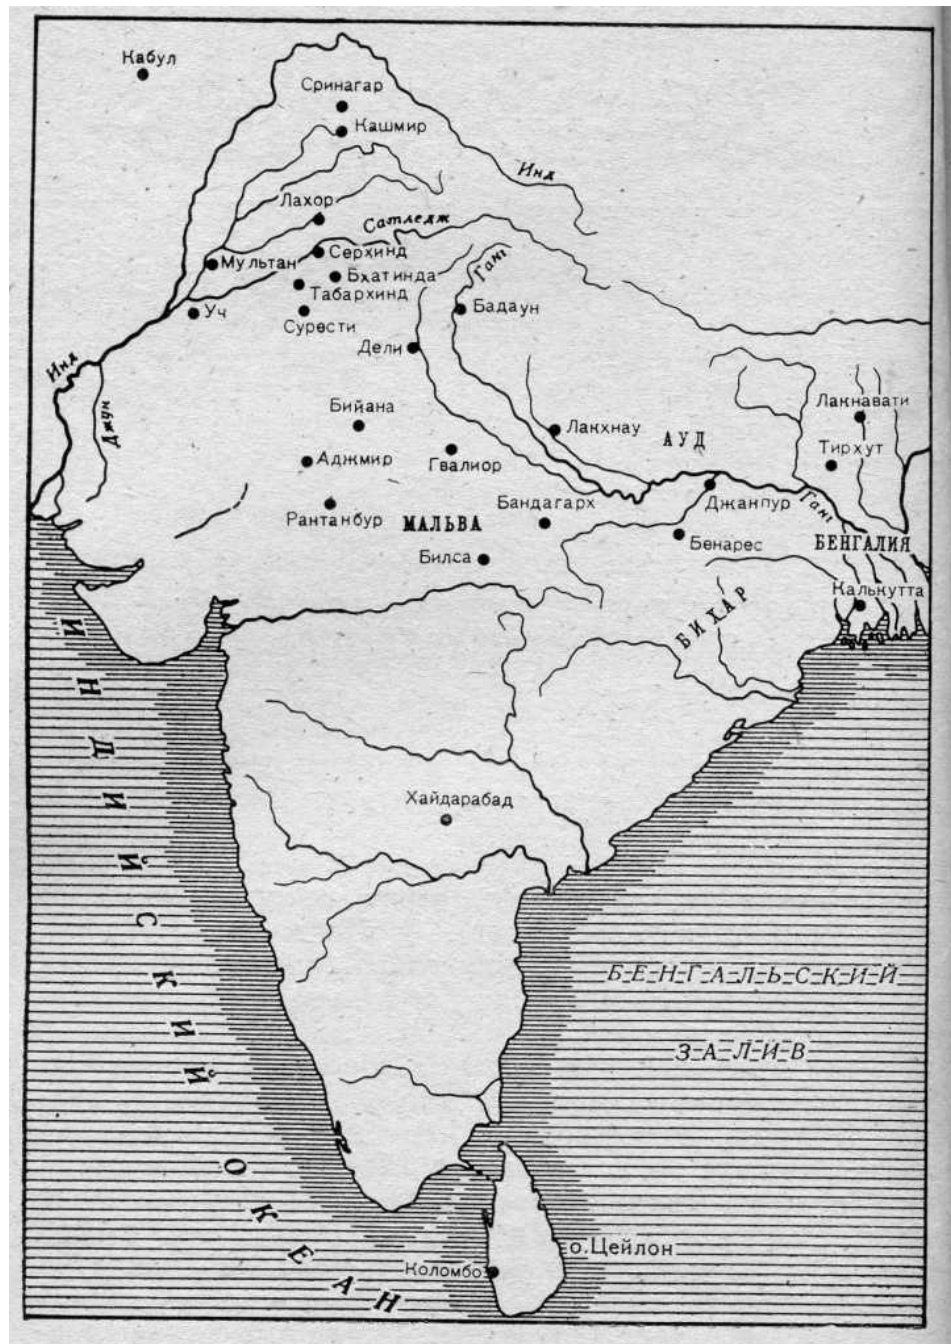 Кабул
Сринагар
Кашмир
Инд
Лахор
Сатледж
Серхинд
Мультан
Бхатинда
Ганг
Табархинд
Бадаун
Уч
Сурести
Дели
Инд
Джун
Бийана
Лакнавати
Лакхнау
АУД
Аджмир
Гвалиор
Тирхут
Бандагарх
Джанпур
Ганг
Рантанбур
МАЛЬВА
Бенарес
БЕНГАЛИЯ
Билса
Калькутта
БИХАР
ИНДИЙСКИЙ ОКЕАН
Хайдарабад
БЕНГАЛЬСКИЙ
ЗАЛИВ
о.Цейлон
Коломбо